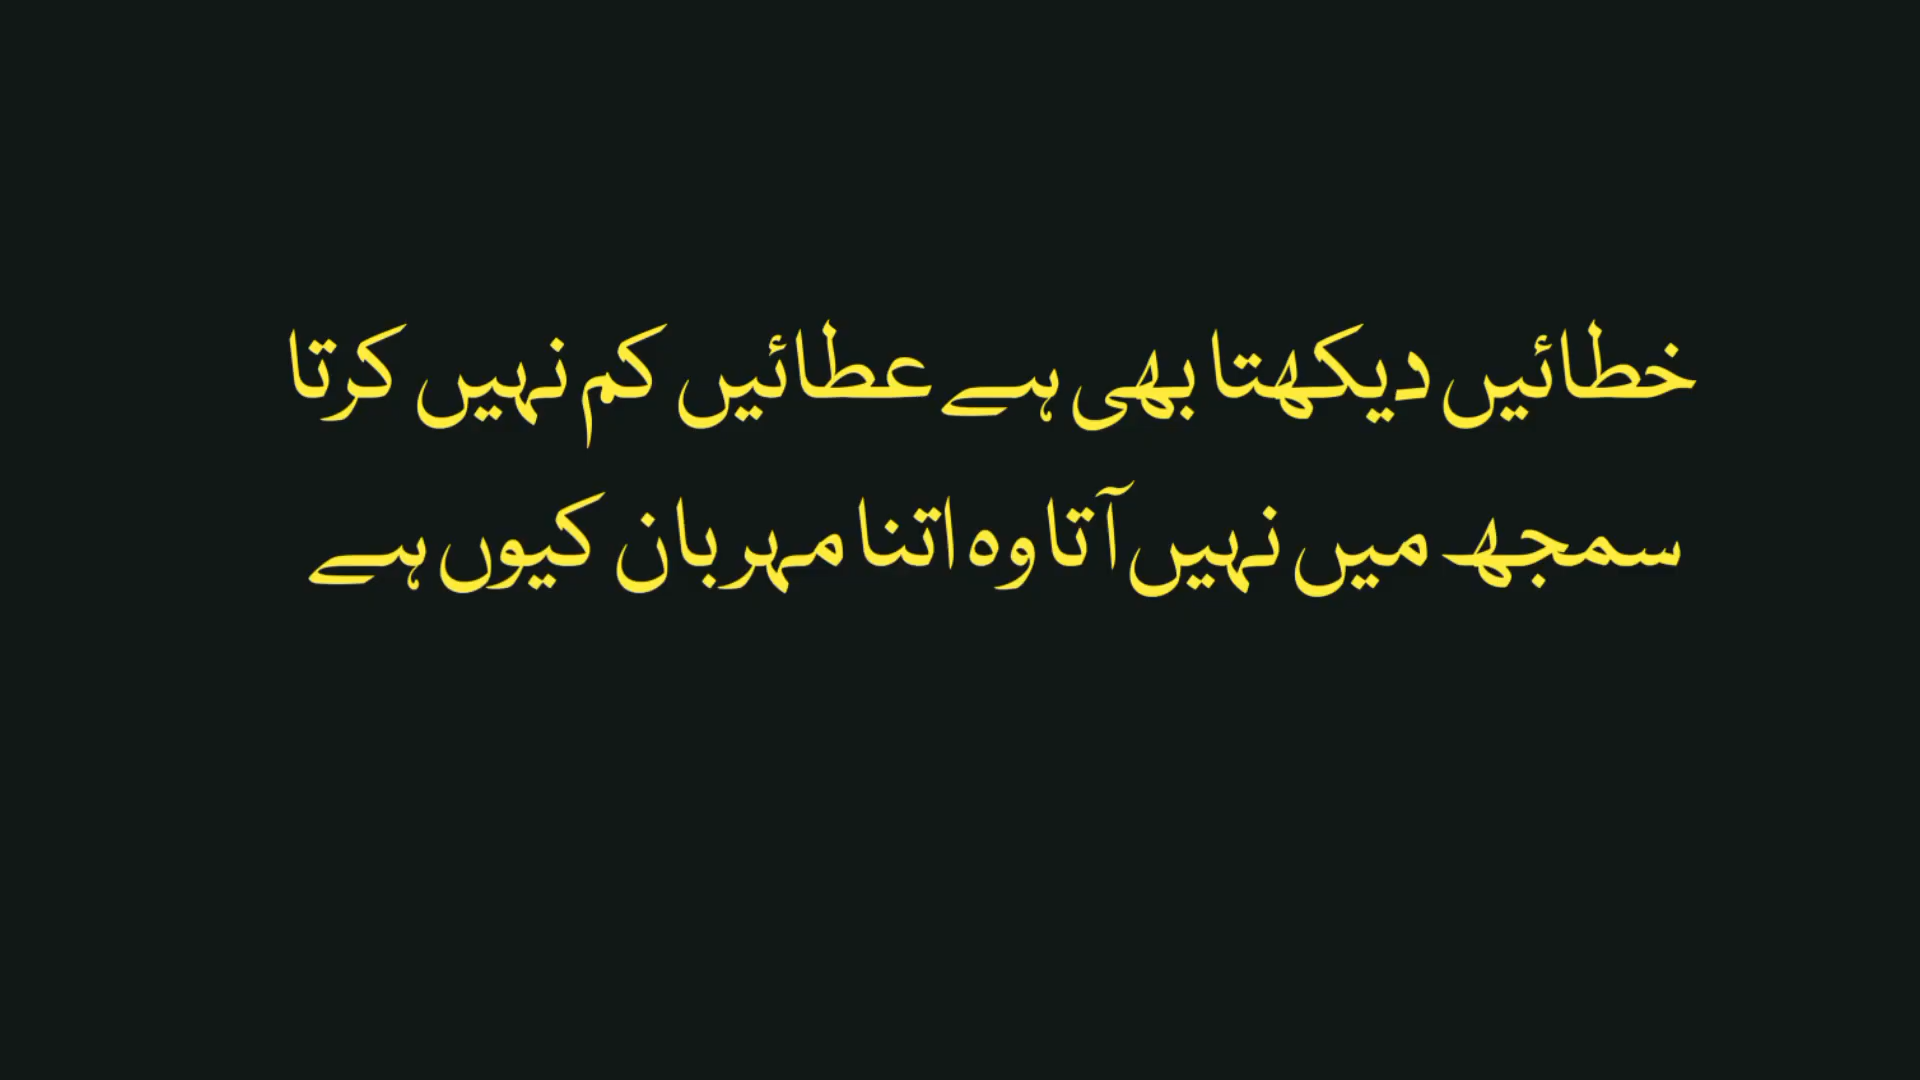 خطائیں دیکھتا بھی ہے عطائیں کم نہیں کرتا
سمجھ میں نہیں آتا وہ اتنا مہربان کیوں ہے